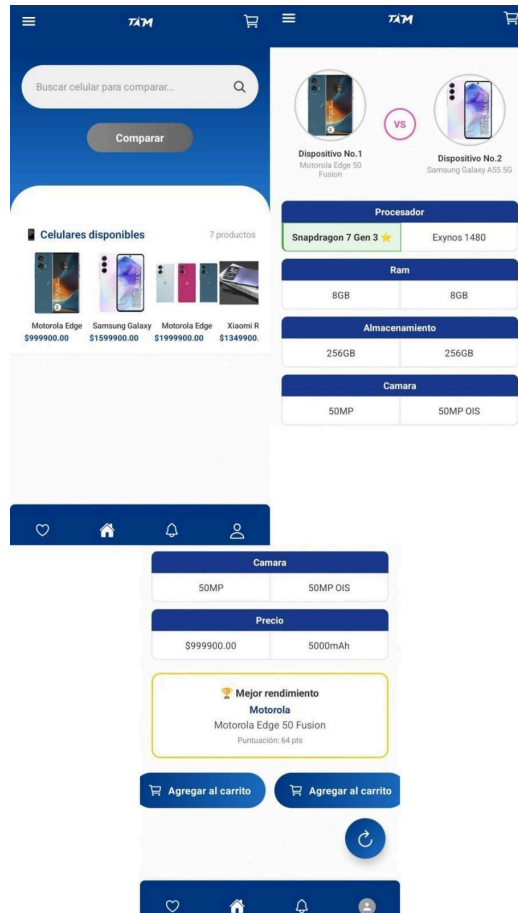 TAM
Buscar celular para comparar...
Comparar
📱 Celulares disponibles
7 productos
Motorola Edge
$999900.00
Samsung Galaxy
$1599900.00
Motorola Edge
$1999900.00
Xiaomi R
$1349900.
TAM
VS
Dispositivo No.1
Motorola Edge 50
Fusion
Dispositivo No.2
Samsung Galaxy A55 5G
Procesador
Snapdragon 7 Gen 3 ⭐
Exynos 1480
Ram
8GB
8GB
Almacenamiento
256GB
256GB
Camara
50MP
50MP OIS
Camara
50MP
50MP OIS
Precio
$999900.00
5000mAh
🏆 Mejor rendimiento
Motorola
Motorola Edge 50 Fusion
Puntuación: 64 pts
Agregar al carrito
Agregar al carrito